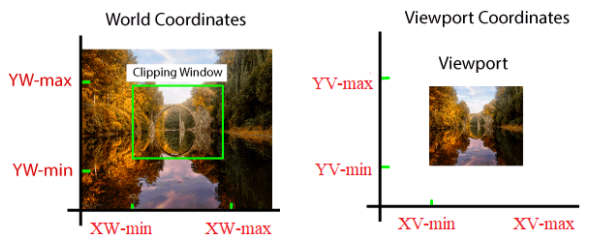 World Coordinates
YW-max
Clipping Window
YW-min
XW-min
XW-max
Viewport Coordinates
Viewport
YV-max
YV-min
XV-min
XV-max